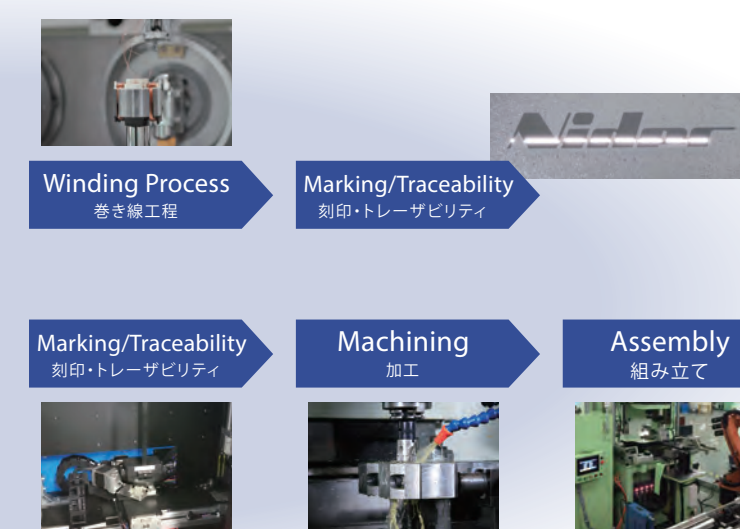 Nidec
Winding Process
巻き線工程
Marking/Traceability
刻印・トレーザビリティ
Marking/Traceability
刻印・トレーザビリティ
Machining
加工
Assembly
組み立て